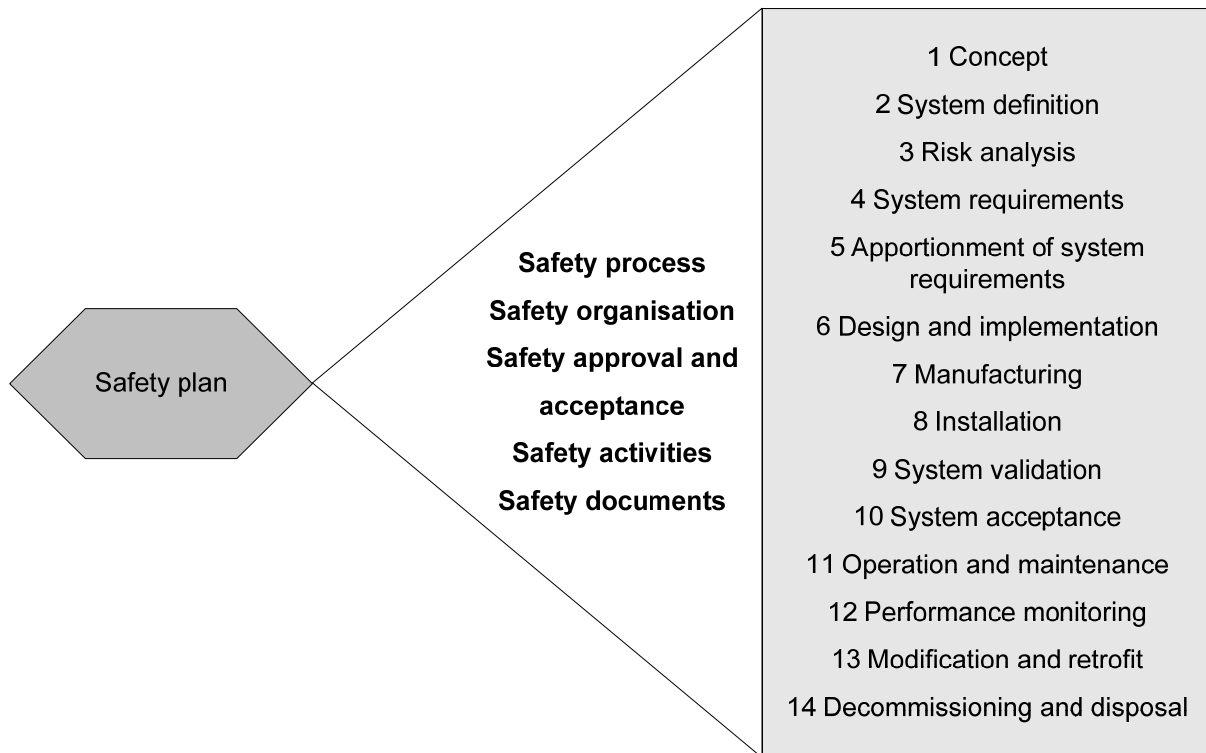 Safety plan
Safety process
Safety organisation
Safety approval and
acceptance
Safety activities
Safety documents
1 Concept
2 System definition
3 Risk analysis
4 System requirements
5 Apportionment of system
requirements
6 Design and implementation
7 Manufacturing
8 Installation
9 System validation
10 System acceptance
11 Operation and maintenance
12 Performance monitoring
13 Modification and retrofit
14 Decommissioning and disposal